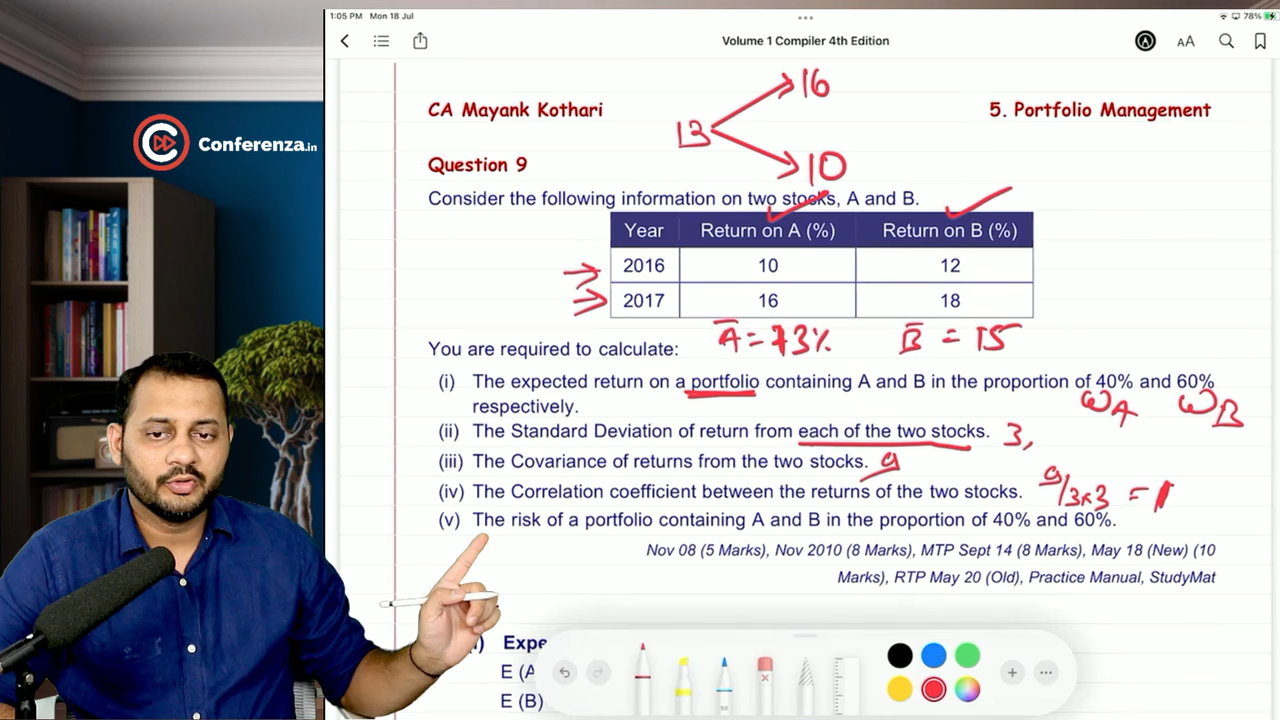 1:05 PM Mon 18 Jul
78%
Volume 1 Compiler 4th Edition
AA
Conferenza.in
CA Mayank Kothari
5. Portfolio Management
13
16
10
Question 9
Consider the following information on two stocks, A and B.
Year Return on A (%) Return on B (%)
2016 10 12
2017 16 18
Ā = 13% B̄ = 15
You are required to calculate:
(i) The expected return on a portfolio containing A and B in the proportion of 40% and 60%
respectively.
ωA ωB
(ii) The Standard Deviation of return from each of the two stocks. 3,
(iii) The Covariance of returns from the two stocks. 9
(iv) The Correlation coefficient between the returns of the two stocks. 9/3x3 = 1
(v) The risk of a portfolio containing A and B in the proportion of 40% and 60%.
Nov 08 (5 Marks), Nov 2010 (8 Marks), MTP Sept 14 (8 Marks), May 18 (New) (10
Marks), RTP May 20 (Old), Practice Manual, StudyMat
Expe
E (A
E (B)